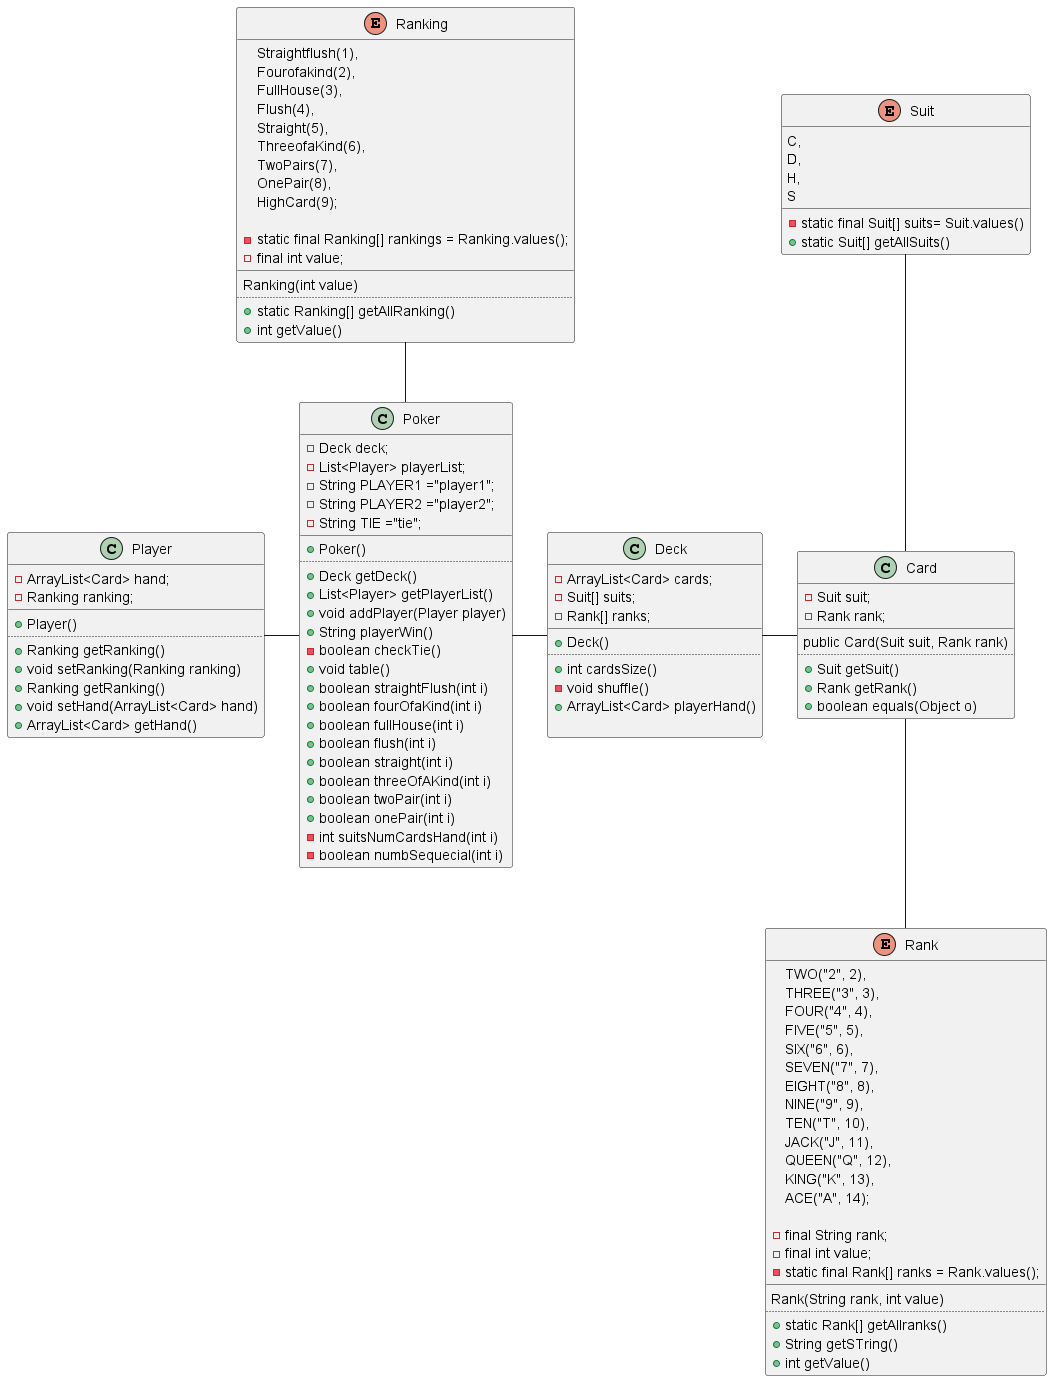 E Ranking
Straightflush(1),
Fourofakind(2),
FullHouse(3),
Flush(4),
Straight(5),
ThreeofaKind(6),
TwoPairs(7),
OnePair(8),
HighCard(9);
static final Ranking[] rankings = Ranking.values();
final int value;
Ranking(int value)
static Ranking[] getAllRanking()
int getValue()
E Suit
C,
D,
H,
S
static final Suit[] suits= Suit.values()
static Suit[] getAllSuits()
C Player
ArrayList<Card> hand;
Ranking ranking;
Player()
Ranking getRanking()
void setRanking(Ranking ranking)
Ranking getRanking()
void setHand(ArrayList<Card> hand)
ArrayList<Card> getHand()
C Poker
Deck deck;
List<Player> playerList;
String PLAYER1 ="player1";
String PLAYER2 ="player2";
String TIE ="tie";
Poker()
Deck getDeck()
List<Player> getPlayerList()
void addPlayer(Player player)
String playerWin()
boolean checkTie()
void table()
boolean straightFlush(int i)
boolean fourOfaKind(int i)
boolean fullHouse(int i)
boolean flush(int i)
boolean straight(int i)
boolean threeOfAKind(int i)
boolean twoPair(int i)
boolean onePair(int i)
int suitsNumCardsHand(int i)
boolean numbSequecial(int i)
C Deck
ArrayList<Card> cards;
Suit[] suits;
Rank[] ranks;
Deck()
int cardsSize()
void shuffle()
ArrayList<Card> playerHand()
C Card
Suit suit;
Rank rank;
public Card(Suit suit, Rank rank)
Suit getSuit()
Rank getRank()
boolean equals(Object o)
E Rank
TWO("2", 2),
THREE("3", 3),
FOUR("4", 4),
FIVE("5", 5),
SIX("6", 6),
SEVEN("7", 7),
EIGHT("8", 8),
NINE("9", 9),
TEN("T", 10),
JACK("J", 11),
QUEEN("Q", 12),
KING("K", 13),
ACE("A", 14);
final String rank;
final int value;
static final Rank[] ranks = Rank.values();
Rank(String rank, int value)
static Rank[] getAllranks()
String getSTring()
int getValue()